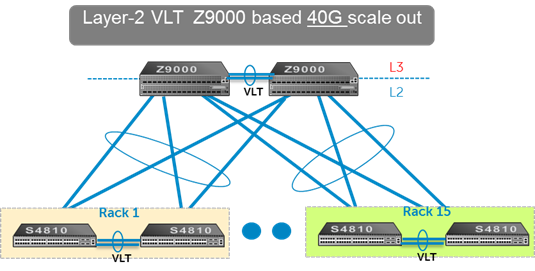 Layer-2 VLT Z9000 based 40G scale out
Z9000
Z9000
L3
VLT
L2
Rack 1
Rack 15
S4810
S4810
S4810
S4810
VLT
VLT